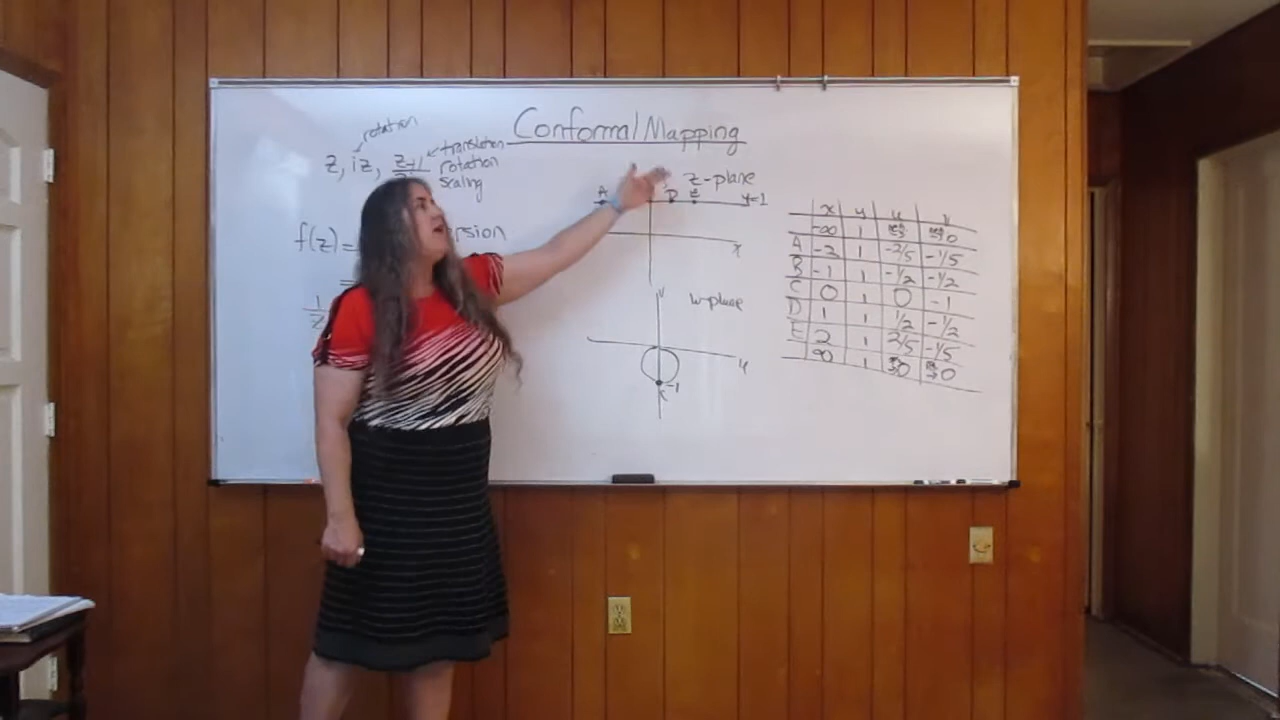 Conformal Mapping
rotation
z, iz, z+1
translation
rotation
scaling
f(z)=
rsion
=
1
z
A D E
z-plane
y=1
x
v
w-plane
u
-1
x y u v
-∞ 1 0 0
A -2 1 -2/5 -1/5
B -1 1 -1/2 -1/2
C 0 1 0 -1
D 1 1 1/2 -1/2
E 2 1 2/5 -1/5
∞ 1 0 0